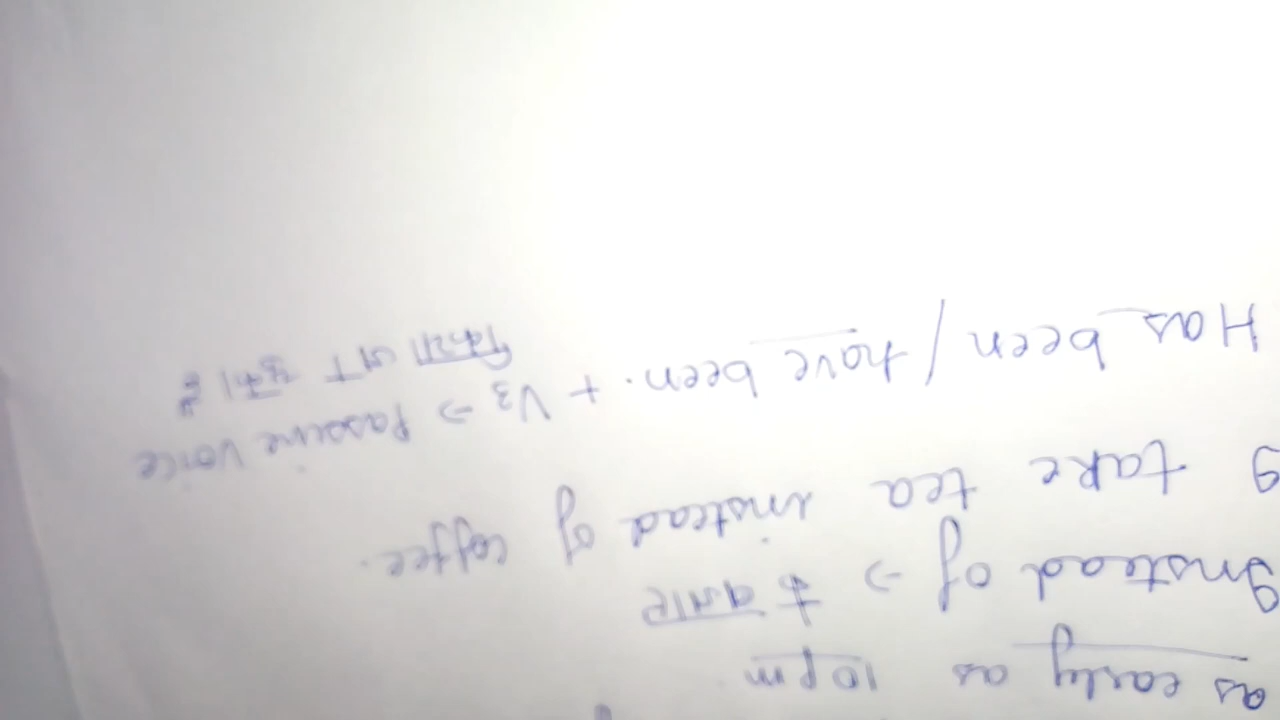 as early as 10 pm
Instead of → के बजाय
I take tea instead of coffee.
Has been / have been. + V3 ⇒ Passive Voice
किया जा चुका है